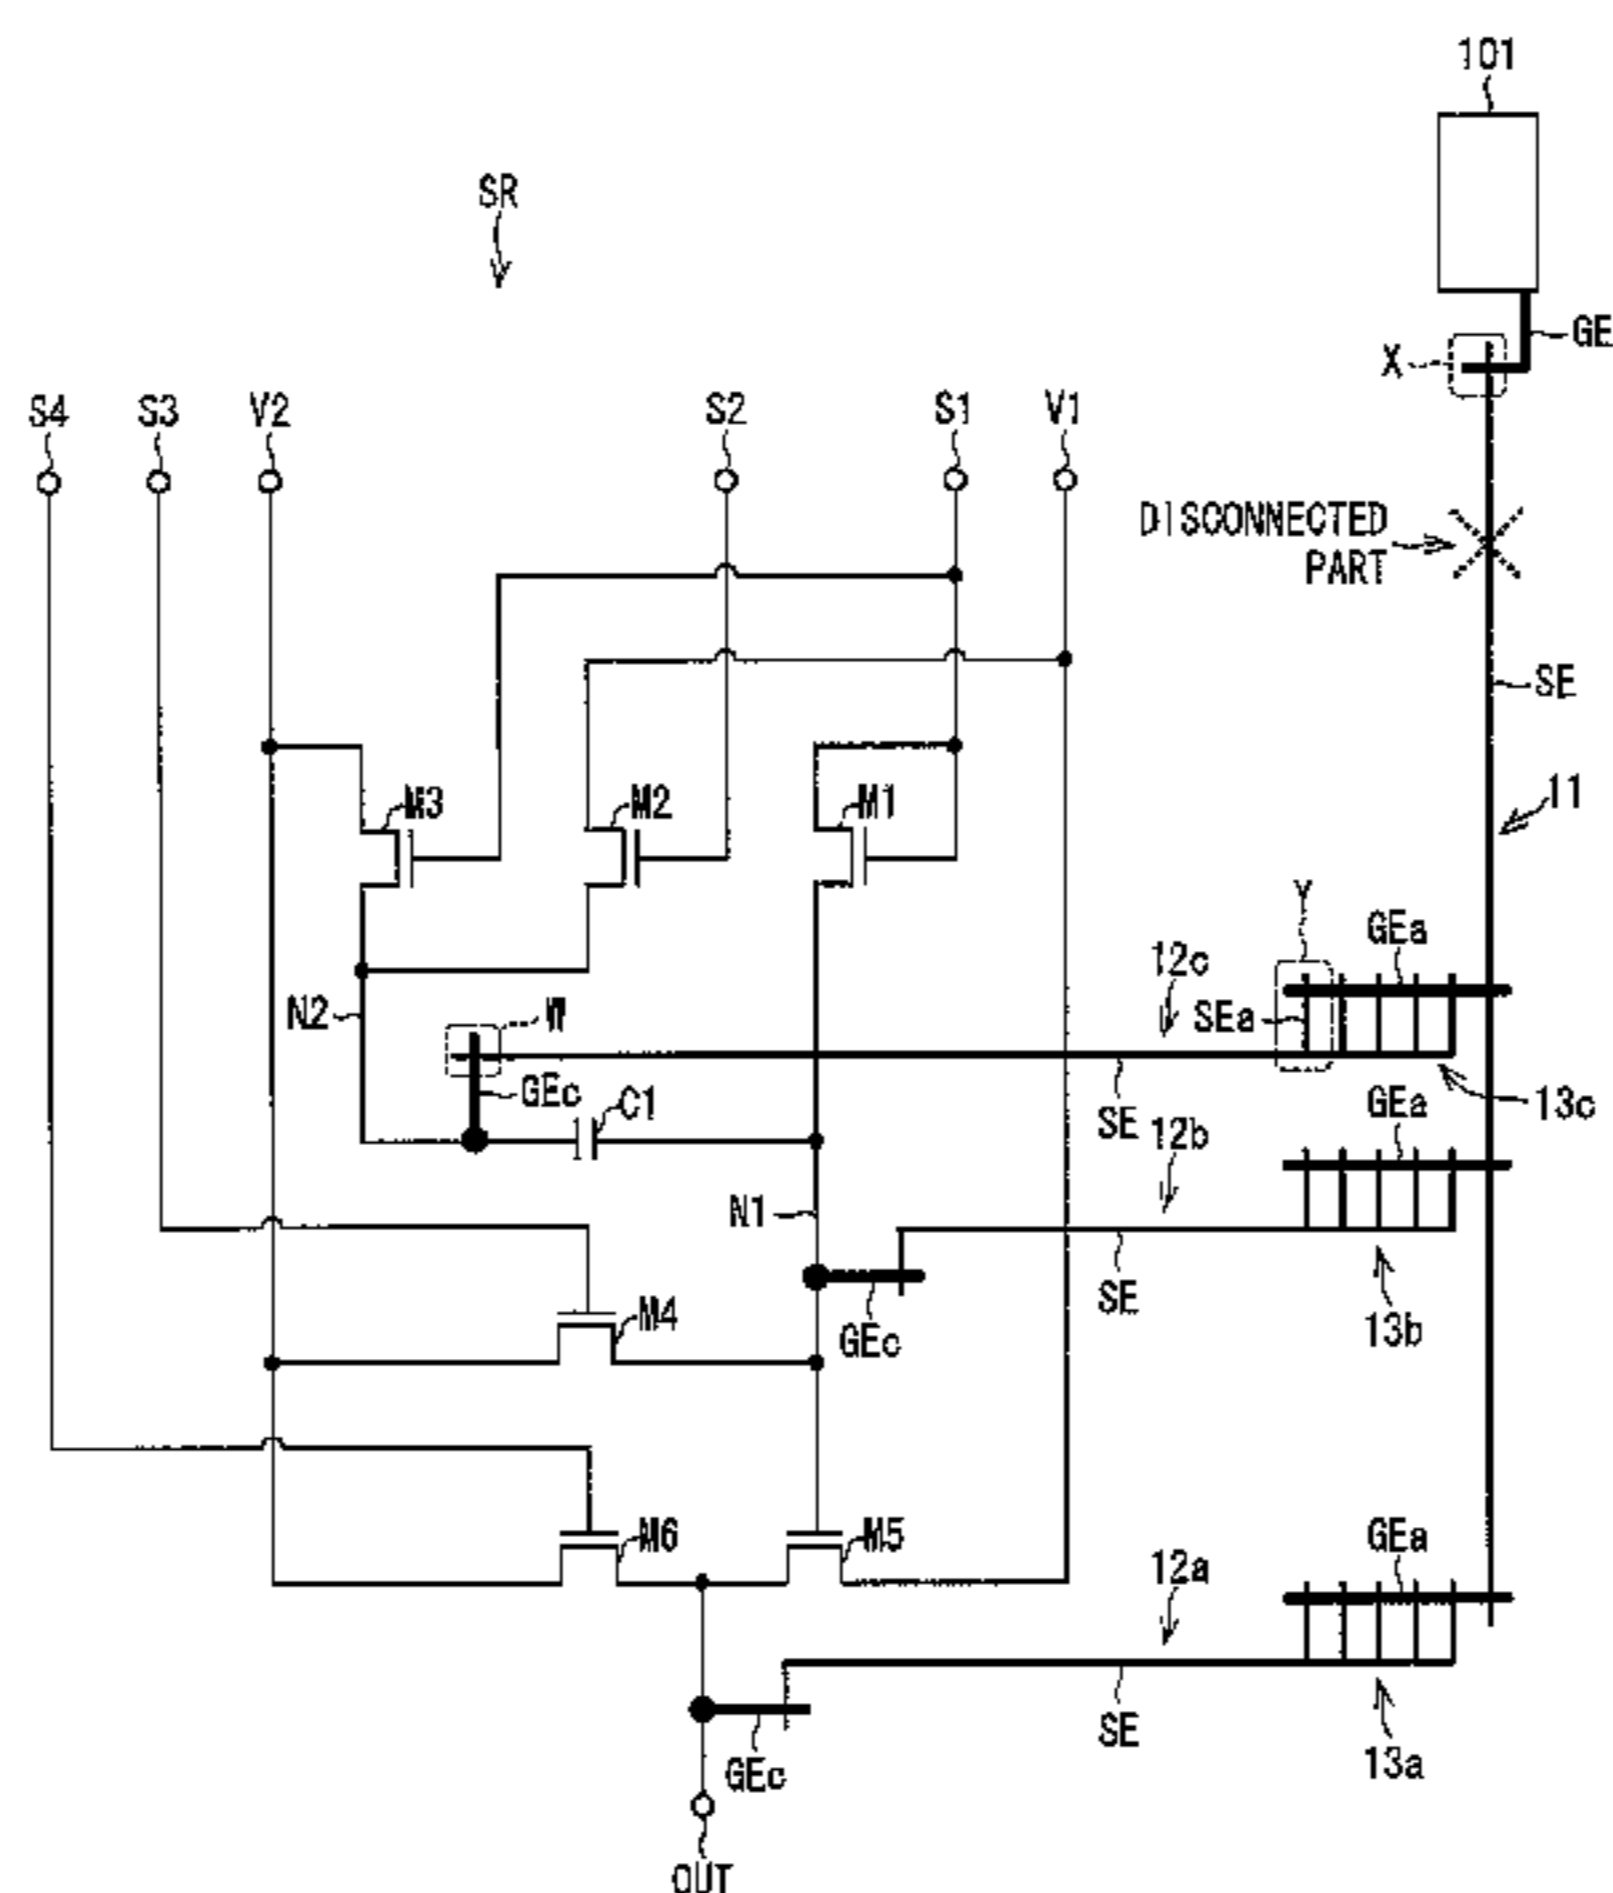 101
SR
GE
X
S4 S3 V2 S2 S1 V1
DISCONNECTED
PART
SE
11
M3 M2 M1
Y
GEa
12c
N2 W SEa
GEc C1 SE GEa 13c
12b
N1
SE
M4 GEc 13b
M6 M5 GEa
12a
SE
GEc 13a
OUT